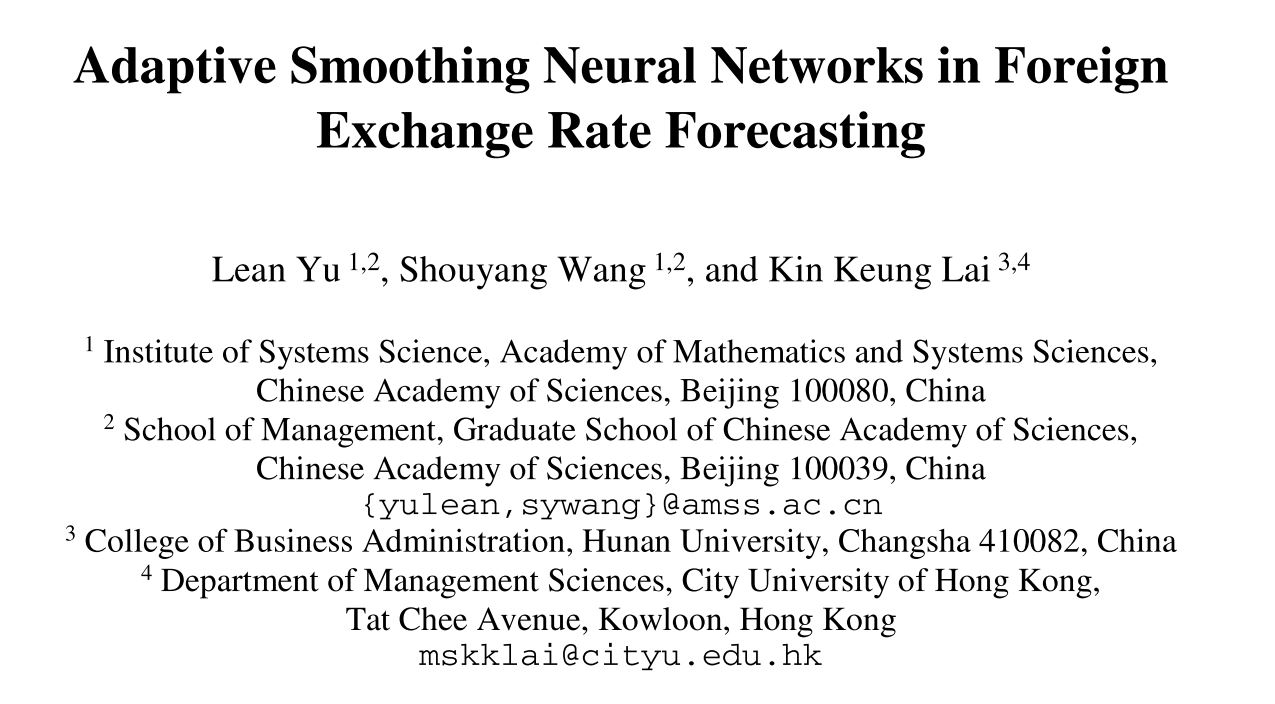 Adaptive Smoothing Neural Networks in Foreign
Exchange Rate Forecasting
Lean Yu 1,2, Shouyang Wang 1,2, and Kin Keung Lai 3,4
1 Institute of Systems Science, Academy of Mathematics and Systems Sciences,
Chinese Academy of Sciences, Beijing 100080, China
2 School of Management, Graduate School of Chinese Academy of Sciences,
Chinese Academy of Sciences, Beijing 100039, China
{yulean,sywang}@amss.ac.cn
3 College of Business Administration, Hunan University, Changsha 410082, China
4 Department of Management Sciences, City University of Hong Kong,
Tat Chee Avenue, Kowloon, Hong Kong
mskklai@cityu.edu.hk